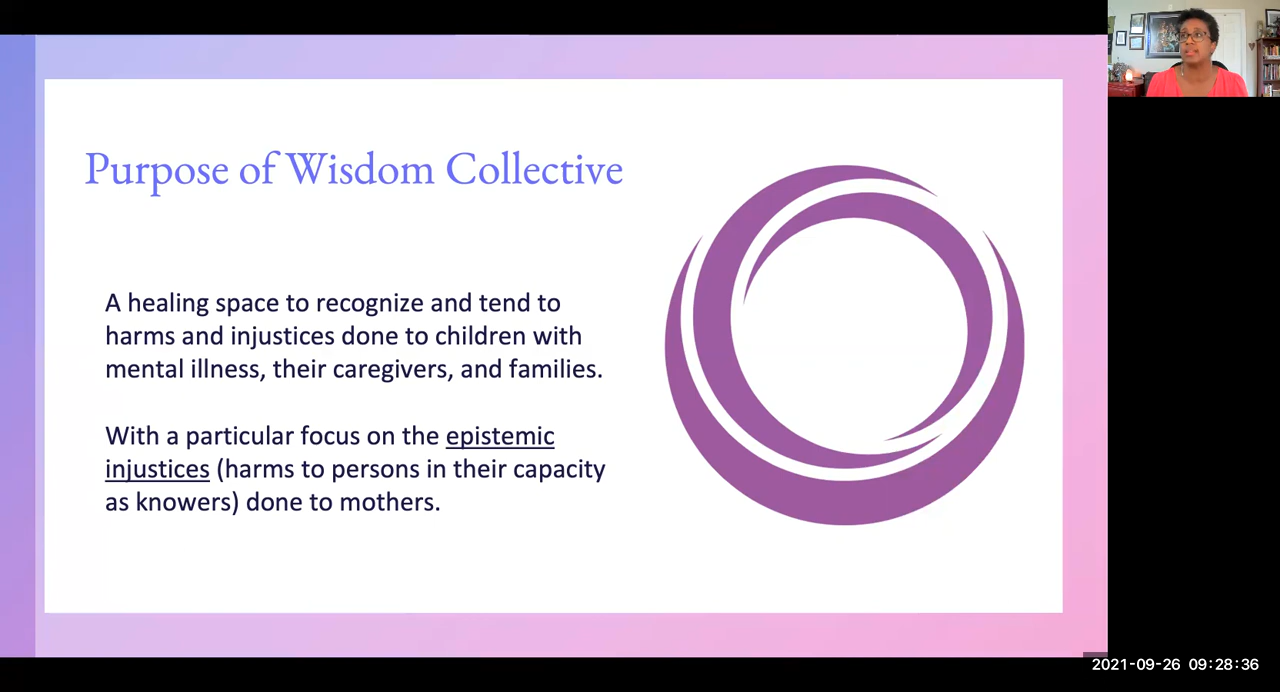 Purpose of Wisdom Collective
A healing space to recognize and tend to
harms and injustices done to children with
mental illness, their caregivers, and families.
With a particular focus on the epistemic
injustices (harms to persons in their capacity
as knowers) done to mothers.
2021-09-26 09:28:36